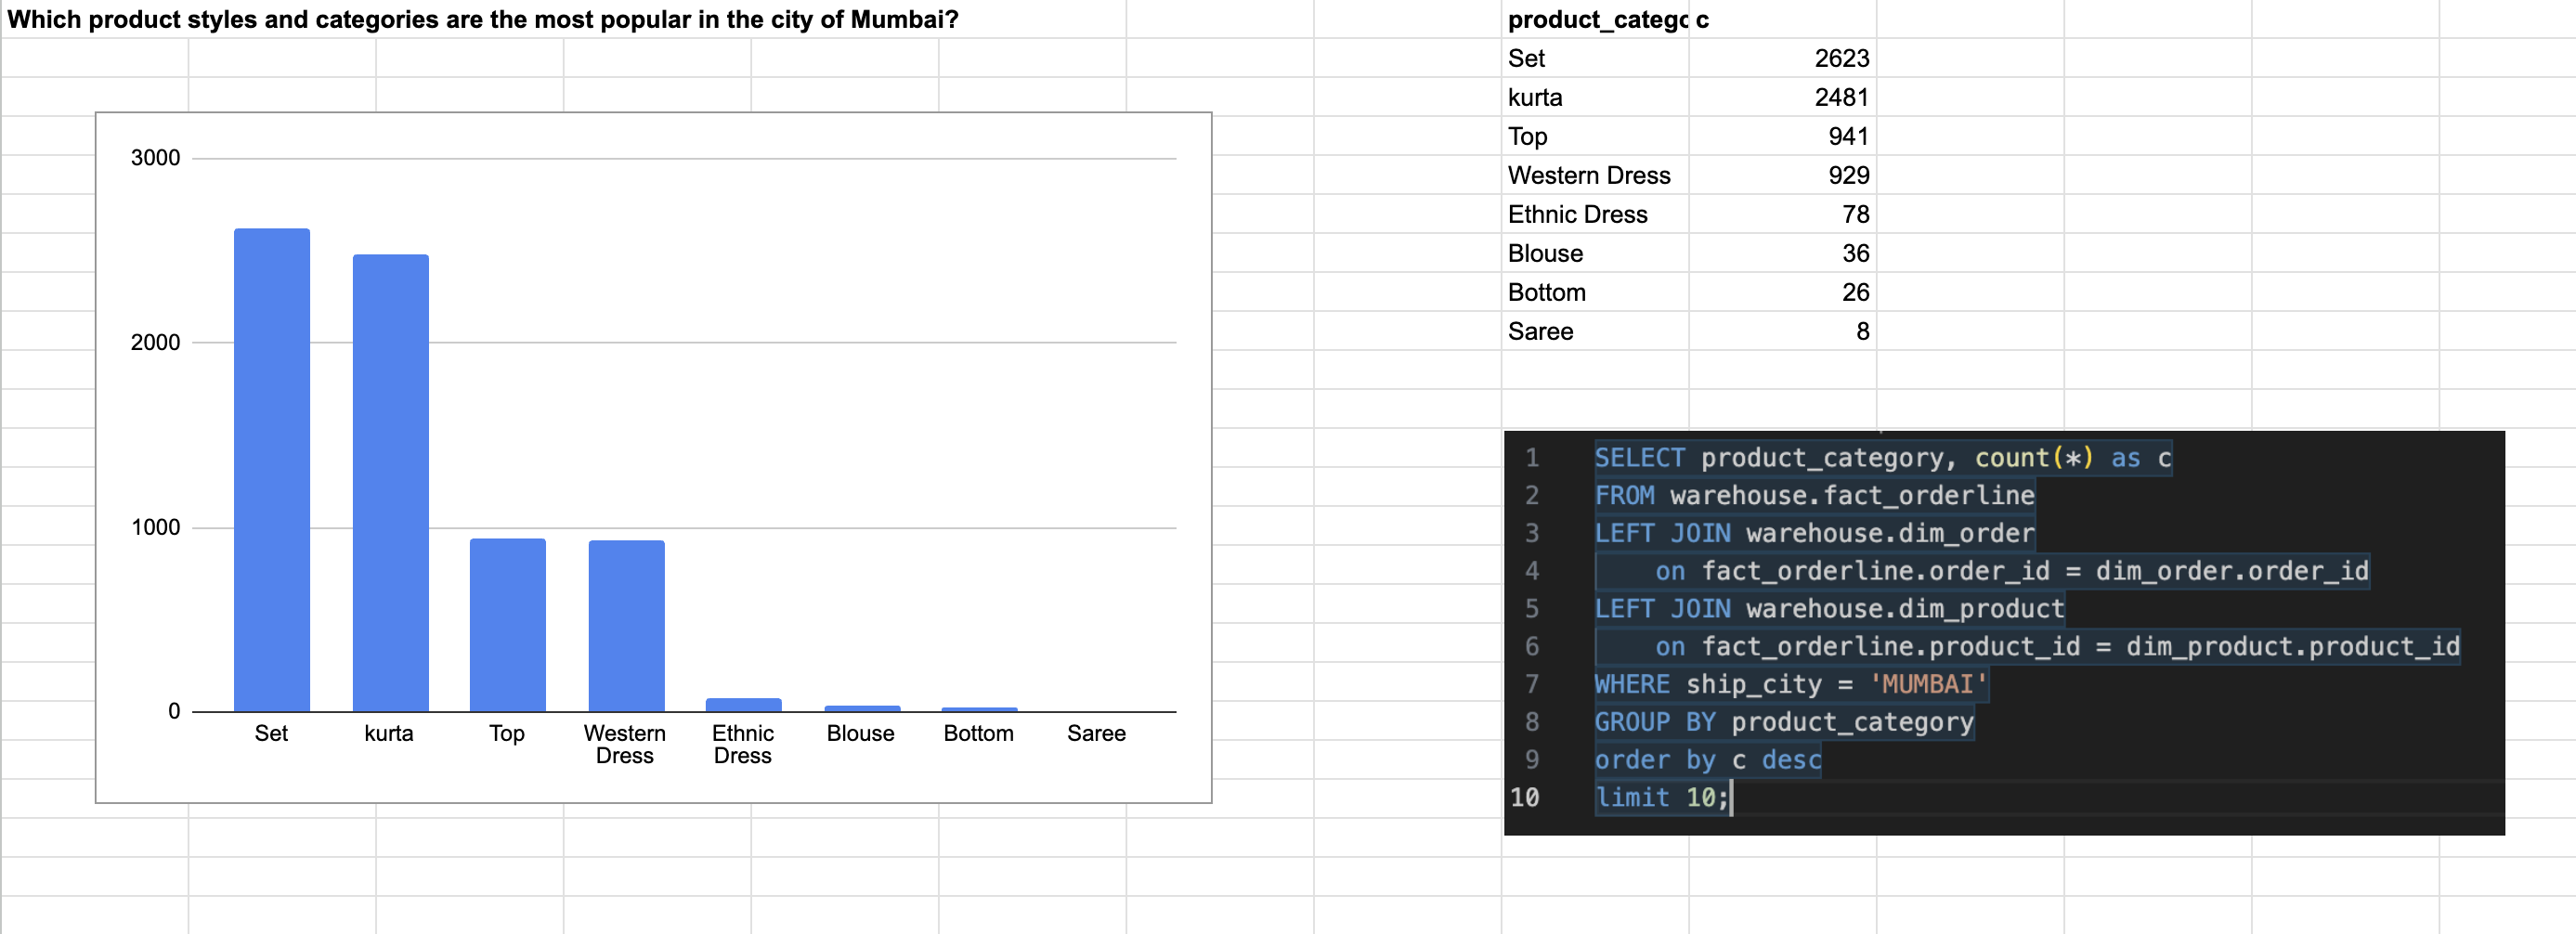 Which product styles and categories are the most popular in the city of Mumbai?
3000
2000
1000
0
Set kurta Top Western Dress Ethnic Dress Blouse Bottom Saree
product_catego c
Set 2623
kurta 2481
Top 941
Western Dress 929
Ethnic Dress 78
Blouse 36
Bottom 26
Saree 8
1 SELECT product_category, count(*) as c
2 FROM warehouse.fact_orderline
3 LEFT JOIN warehouse.dim_order
4 on fact_orderline.order_id = dim_order.order_id
5 LEFT JOIN warehouse.dim_product
6 on fact_orderline.product_id = dim_product.product_id
7 WHERE ship_city = 'MUMBAI'
8 GROUP BY product_category
9 order by c desc
10 limit 10;